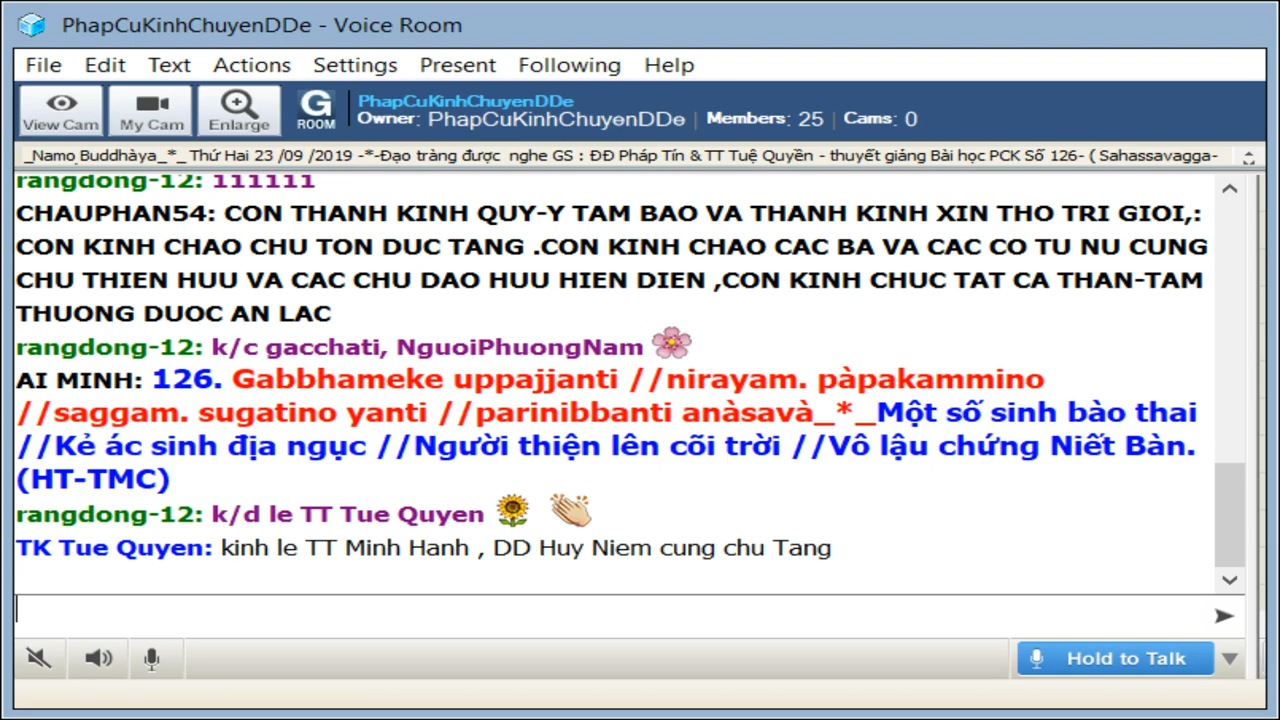 PhapCuKinhChuyenDDe - Voice Room
File Edit Text Actions Settings Present Following Help
View Cam My Cam Enlarge G ROOM
PhapCuKinhChuyenDDe
Owner: PhapCuKinhChuyenDDe | Members: 25 | Cams: 0
_Namo Buddhàya_*_ Thứ Hai 23 /09 /2019 -*-Đạo tràng được nghe GS : ĐĐ Pháp Tín & TT Tuệ Quyền - thuyết giảng Bài học PCK Số 126- ( Sahassavagga-
rangdong-12: 111111
CHAUPHAN54: CON THANH KINH QUY-Y TAM BAO VA THANH KINH XIN THO TRI GIOI,:
CON KINH CHAO CHU TON DUC TANG .CON KINH CHAO CAC BA VA CAC CO TU NU CUNG
CHU THIEN HUU VA CAC CHU DAO HUU HIEN DIEN ,CON KINH CHUC TAT CA THAN-TAM
THUONG DUOC AN LAC
rangdong-12: k/c gacchati, NguoiPhuongNam
AI MINH: 126. Gabbhameke uppajjanti //nirayam. pàpakammino
//saggam. sugatino yanti //parinibbanti anàsavà_*_Một số sinh bào thai
//Kẻ ác sinh địa ngục //Người thiện lên cõi trời //Vô lậu chứng Niết Bàn.
(HT-TMC)
rangdong-12: k/d le TT Tue Quyen
TK Tue Quyen: kinh le TT Minh Hanh , DD Huy Niem cung chu Tang
Hold to Talk